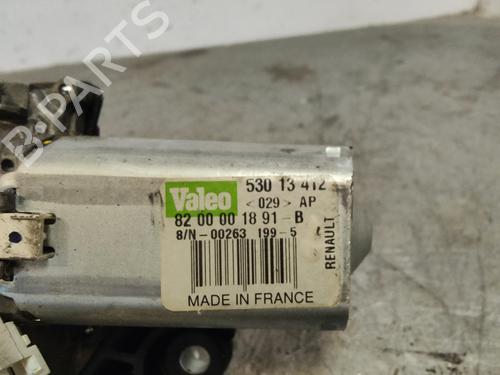 Valeo
530 13 412
<029> AP
82 00 00 18 91 - B
8/N-00263 199-5
RENAULT
MADE IN FRANCE
B-PARTS